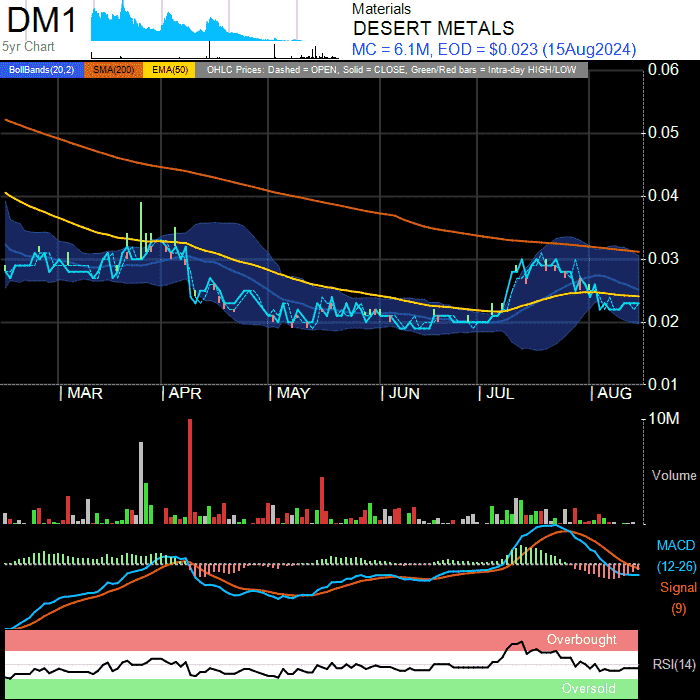 DM1
5yr Chart
Materials
DESERT METALS
MC = 6.1M, EOD = $0.023 (15Aug2024)
BollBands(20,2) SMA(200) EMA(50) OHLC Prices: Dashed = OPEN, Solid = CLOSE, Green/Red bars = Intra-day HIGH/LOW
0.06
0.05
0.04
0.03
0.02
0.01
MAR APR MAY JUN JUL AUG
10M
Volume
MACD
(12-26)
Signal
(9)
Overbought
RSI(14)
Oversold